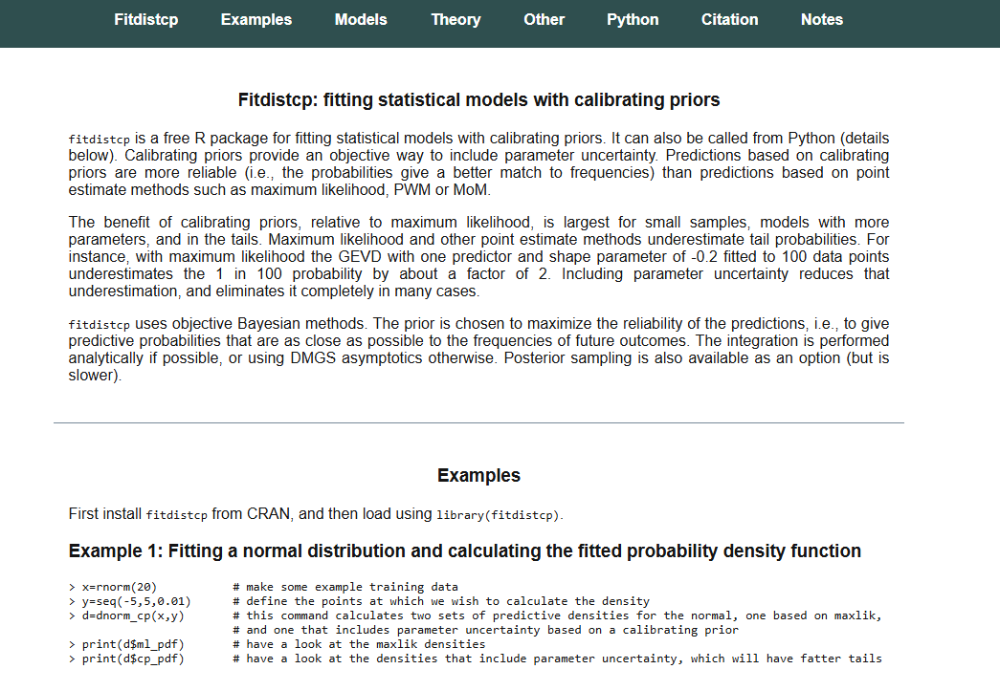 Fitdistcp Examples Models Theory Other Python Citation Notes
Fitdistcp: fitting statistical models with calibrating priors
fitdistcp is a free R package for fitting statistical models with calibrating priors. It can also be called from Python (details
below). Calibrating priors provide an objective way to include parameter uncertainty. Predictions based on calibrating
priors are more reliable (i.e., the probabilities give a better match to frequencies) than predictions based on point
estimate methods such as maximum likelihood, PWM or MoM.
The benefit of calibrating priors, relative to maximum likelihood, is largest for small samples, models with more
parameters, and in the tails. Maximum likelihood and other point estimate methods underestimate tail probabilities. For
instance, with maximum likelihood the GEVD with one predictor and shape parameter of -0.2 fitted to 100 data points
underestimates the 1 in 100 probability by about a factor of 2. Including parameter uncertainty reduces that
underestimation, and eliminates it completely in many cases.
fitdistcp uses objective Bayesian methods. The prior is chosen to maximize the reliability of the predictions, i.e., to give
predictive probabilities that are as close as possible to the frequencies of future outcomes. The integration is performed
analytically if possible, or using DMGS asymptotics otherwise. Posterior sampling is also available as an option (but is
slower).
Examples
First install fitdistcp from CRAN, and then load using library(fitdistcp).
Example 1: Fitting a normal distribution and calculating the fitted probability density function
> x=rnorm(20) # make some example training data
> y=seq(-5,5,0.01) # define the points at which we wish to calculate the density
> d=dnorm_cp(x,y) # this command calculates two sets of predictive densities for the normal, one based on maxlik,
# and one that includes parameter uncertainty based on a calibrating prior
> print(d$ml_pdf) # have a look at the maxlik densities
> print(d$cp_pdf) # have a look at the densities that include parameter uncertainty, which will have fatter tails